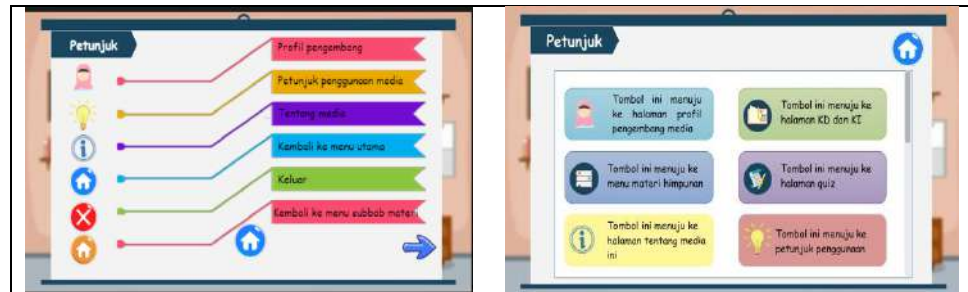 Petunjuk
Profil pengembang
Petunjuk penggunaan media
Tentang media
Kembali ke menu utama
Keluar
Kembali ke menu subbab materi
Petunjuk
Tombol ini menuju
ke halaman profil
pengembang media
Tombol ini menuju ke
halaman KD dan KI
Tombol ini menuju ke
menu materi himpunan
Tombol ini menuju ke
halaman quiz
Tombol ini menuju ke
halaman tentang media
ini
Tombol ini menuju ke
petunjuk penggunaan